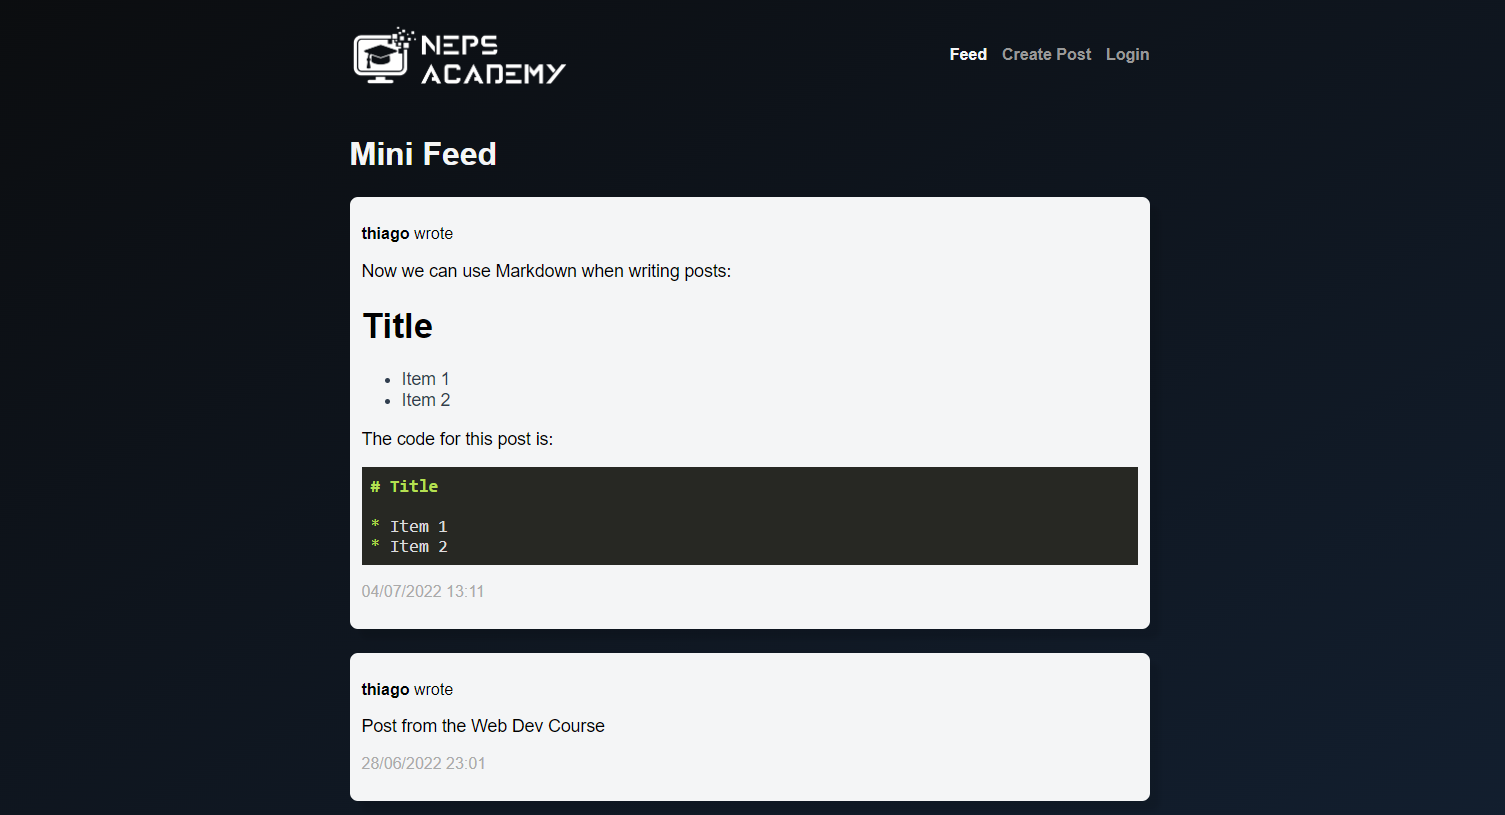 NEPS
ACADEMY
Feed Create Post Login
Mini Feed
thiago wrote
Now we can use Markdown when writing posts:
Title
• Item 1
• Item 2
The code for this post is:
# Title
* Item 1
* Item 2
04/07/2022 13:11
thiago wrote
Post from the Web Dev Course
28/06/2022 23:01